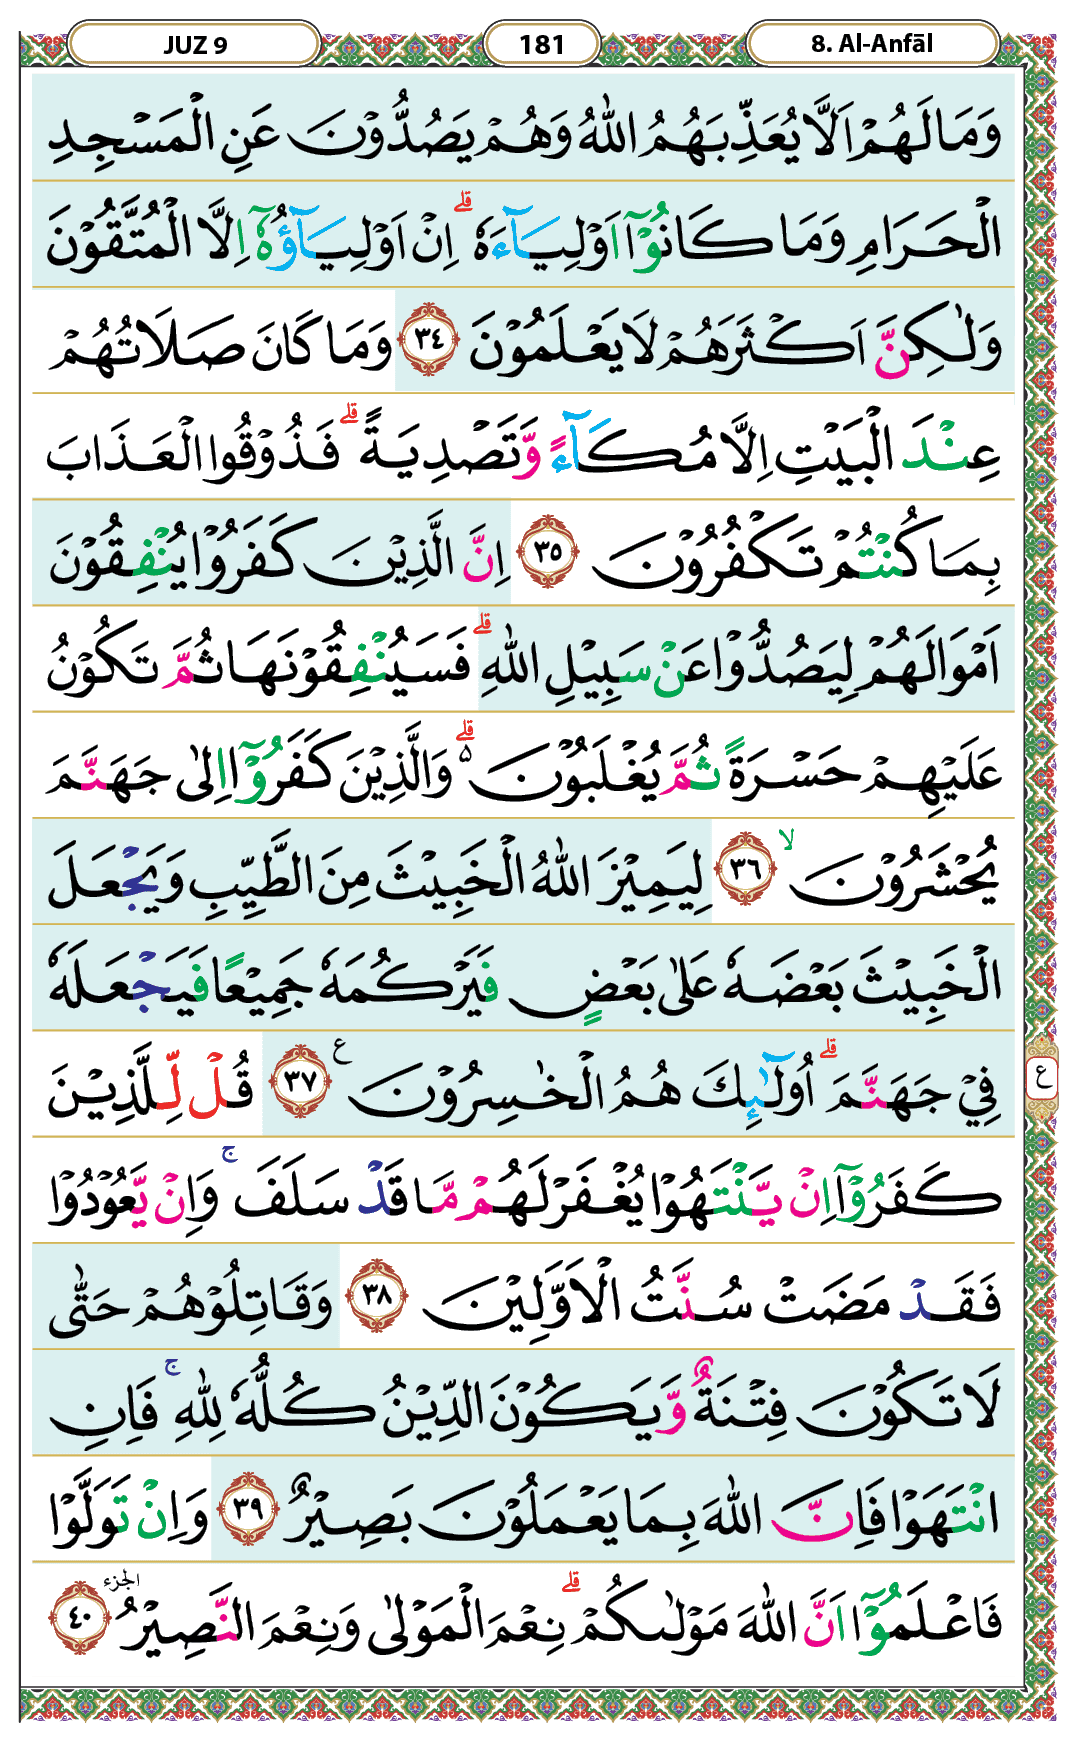 JUZ 9 181 8. Al-Anfāl
وَمَا لَهُمْ اَلَّا يُعَذِّبَهُمُ اللّٰهُ وَهُمْ يَصُدُّوْنَ عَنِ الْمَسْجِدِ
الْحَرَامِ وَمَا كَانُوْٓا اَوْلِيَآءَهٗ ۗ اِنْ اَوْلِيَآؤُهٗٓ اِلَّا الْمُتَّقُوْنَ
وَلٰكِنَّ اَكْثَرَهُمْ لَا يَعْلَمُوْنَ ٣٤ وَمَا كَانَ صَلَاتُهُمْ
عِنْدَ الْبَيْتِ اِلَّا مُكَآءً وَّتَصْدِيَةً ۗ فَذُوْقُوا الْعَذَابَ
بِمَا كُنْتُمْ تَكْفُرُوْنَ ٣٥ اِنَّ الَّذِيْنَ كَفَرُوْا يُنْفِقُوْنَ
اَمْوَالَهُمْ لِيَصُدُّوْا عَنْ سَبِيْلِ اللّٰهِ ۗ فَسَيُنْفِقُوْنَهَا ثُمَّ تَكُوْنُ
عَلَيْهِمْ حَسْرَةً ثُمَّ يُغْلَبُوْنَ ۗ ە وَالَّذِيْنَ كَفَرُوْٓا اِلٰى جَهَنَّمَ
يُحْشَرُوْنَ ۙ ٣٦ لِيَمِيْزَ اللّٰهُ الْخَبِيْثَ مِنَ الطَّيِّبِ وَيَجْعَلَ
الْخَبِيْثَ بَعْضَهٗ عَلٰى بَعْضٍ فَيَرْكُمَهٗ جَمِيْعًا فَيَجْعَلَهٗ
فِيْ جَهَنَّمَ ۗ اُولٰٓىِٕكَ هُمُ الْخٰسِرُوْنَ ࣖ ٣٧ قُلْ لِّلَّذِيْنَ
ع
كَفَرُوْٓا اِنْ يَّنْتَهُوْا يُغْفَرْ لَهُمْ مَّا قَدْ سَلَفَ ۚ وَاِنْ يَّعُوْدُوْا
فَقَدْ مَضَتْ سُنَّتُ الْاَوَّلِيْنَ ٣٨ وَقَاتِلُوْهُمْ حَتّٰى
لَا تَكُوْنَ فِتْنَةٌ وَّيَكُوْنَ الدِّيْنُ كُلُّهٗ لِلّٰهِ ۚ فَاِنِ
انْتَهَوْا فَاِنَّ اللّٰهَ بِمَا يَعْمَلُوْنَ بَصِيْرٌ ٣٩ وَاِنْ تَوَلَّوْا
فَاعْلَمُوْٓا اَنَّ اللّٰهَ مَوْلٰىكُمْ ۗ نِعْمَ الْمَوْلٰى وَنِعْمَ النَّصِيْرُ الجزء ٤٠